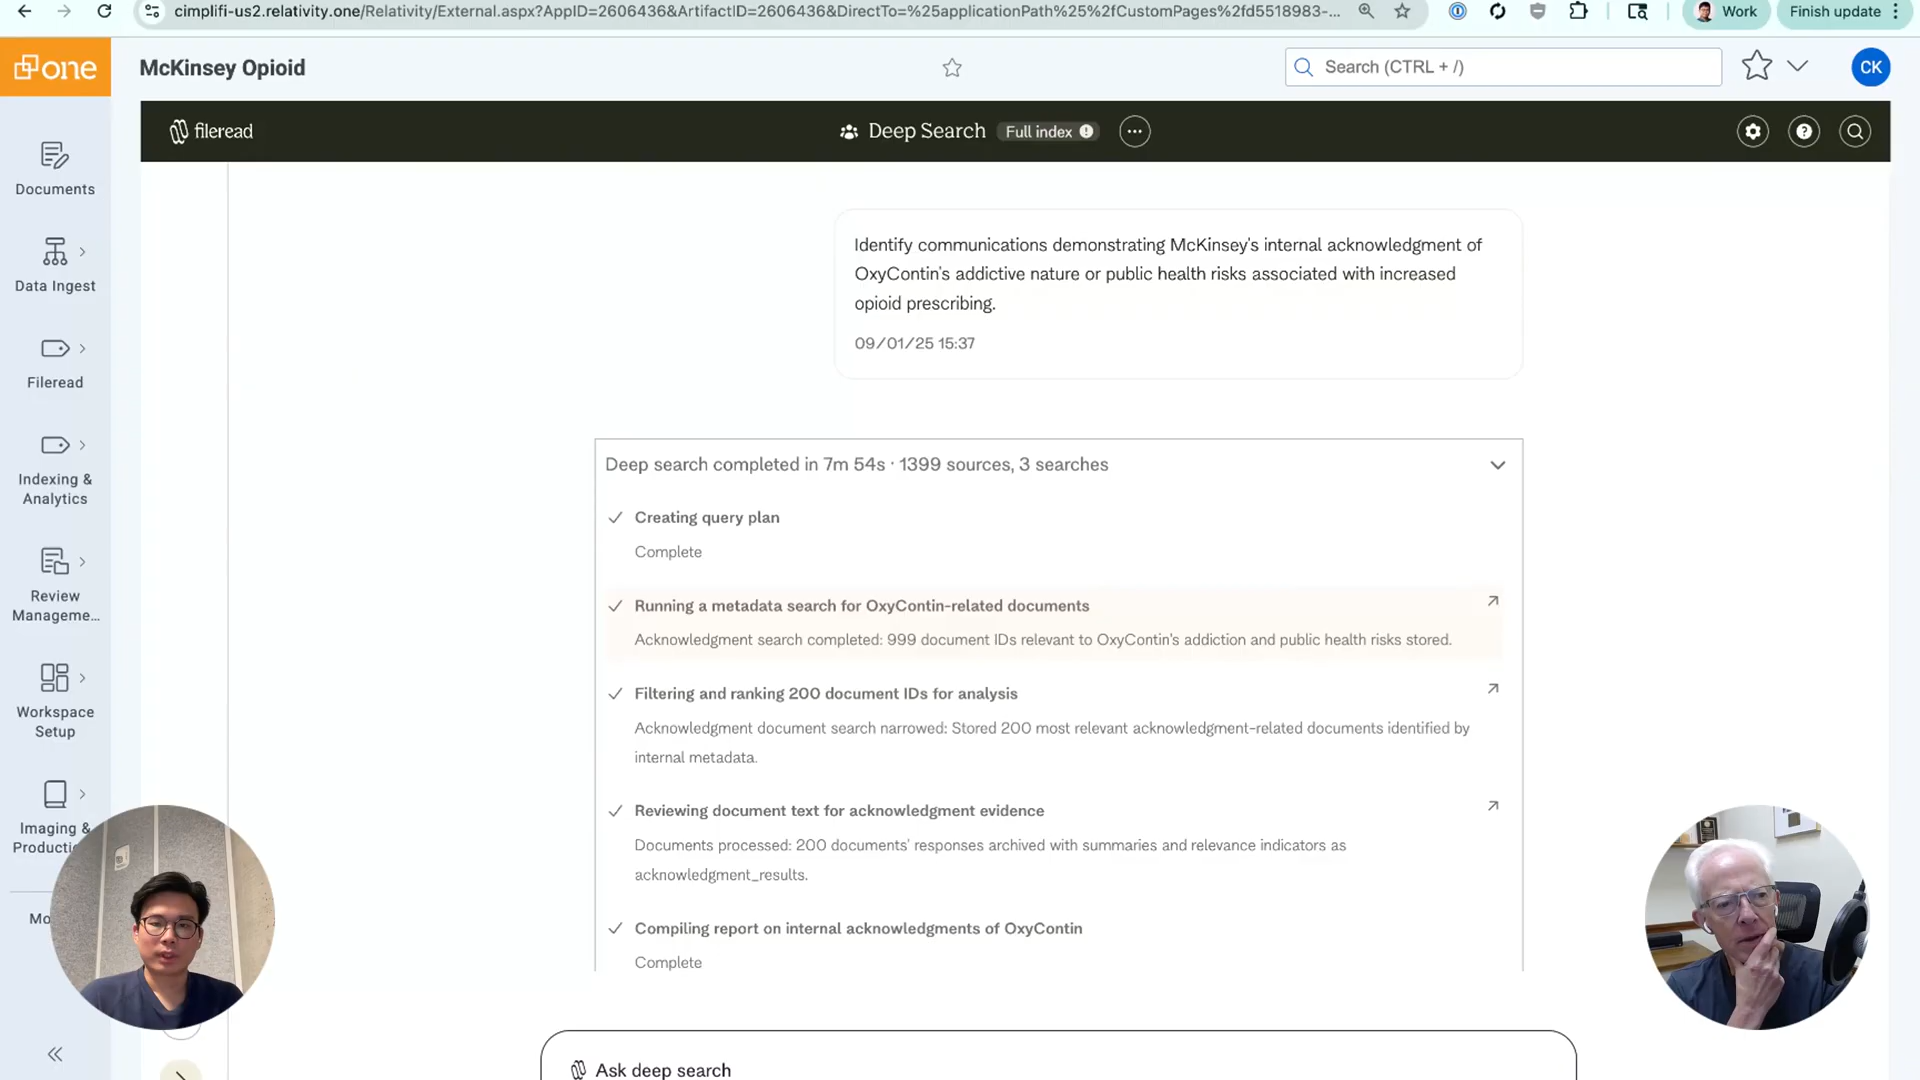 cimplifi-us2.relativity.one/Relativity/External.aspx?AppID=2606436&ArtifactID=2606436&DirectTo=%25applicationPath%25%2fCustomPages%2fd5518983-...
Work
Finish update
one
McKinsey Opioid
Search (CTRL + /)
CK
fileread
Deep Search
Full index
Documents
Data Ingest
Fileread
Indexing &
Analytics
Review
Manageme...
Workspace
Setup
Imaging &
Identify communications demonstrating McKinsey's internal acknowledgment of
OxyContin's addictive nature or public health risks associated with increased
opioid prescribing.
09/01/25 15:37
Deep search completed in 7m 54s · 1399 sources, 3 searches
Creating query plan
Complete
Running a metadata search for OxyContin-related documents
Acknowledgment search completed: 999 document IDs relevant to OxyContin's addiction and public health risks stored.
Filtering and ranking 200 document IDs for analysis
Acknowledgment document search narrowed: Stored 200 most relevant acknowledgment-related documents identified by
internal metadata.
Reviewing document text for acknowledgment evidence
Documents processed: 200 documents' responses archived with summaries and relevance indicators as
acknowledgment_results.
Compiling report on internal acknowledgments of OxyContin
Complete
Ask deep search